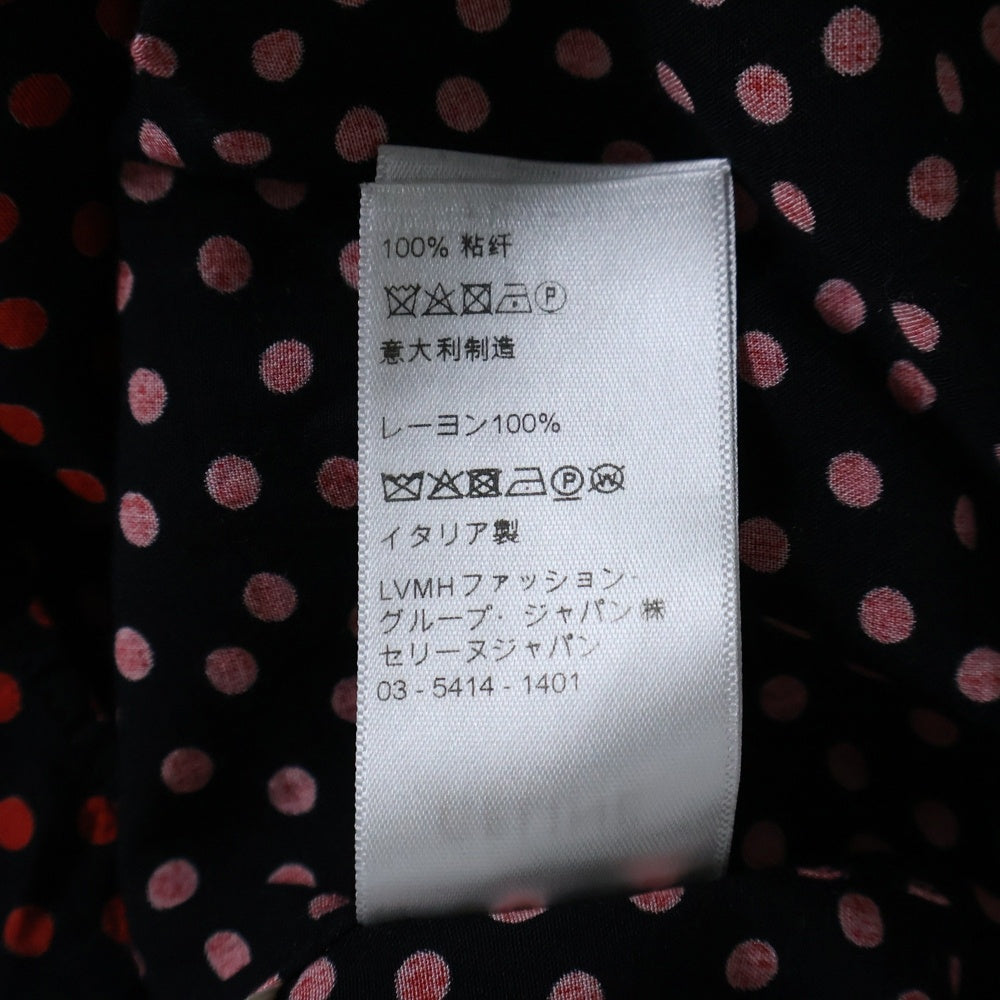 100% 粘纤
意大利制造
レーヨン100%
イタリア製
LVMHファッション・
グループ・ジャパン㈱
セリーヌジャパン
03 - 5414 - 1401